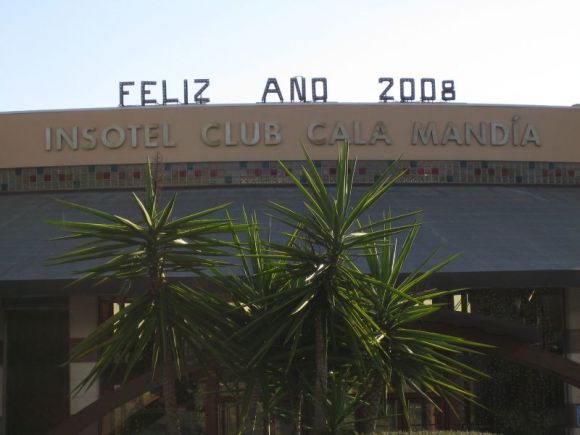 FELIZ AÑO 2008
INSOTEL CLUB CALA MANDÍA